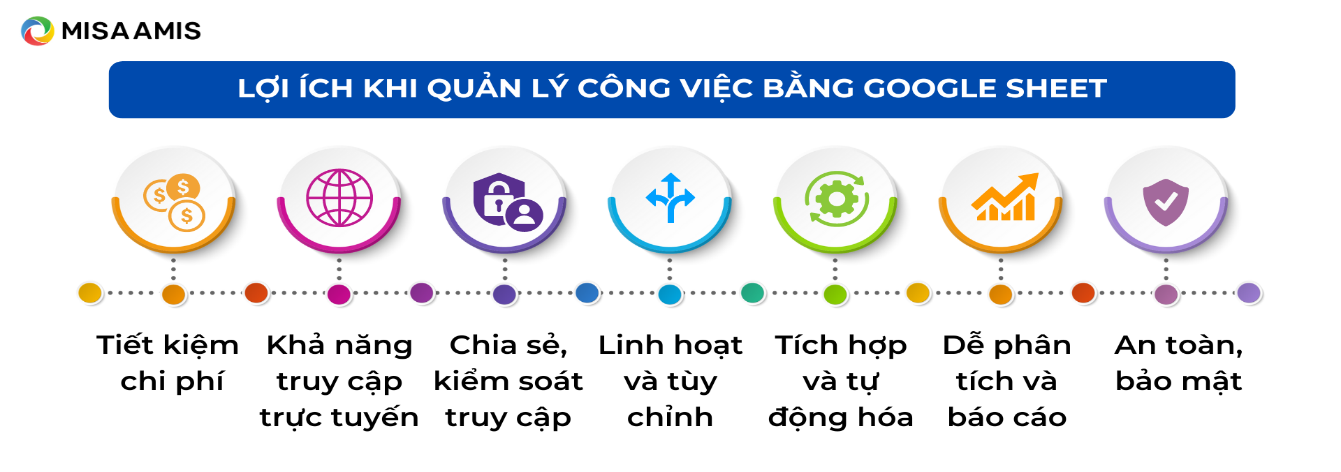 MISA AMIS
LỢI ÍCH KHI QUẢN LÝ CÔNG VIỆC BẰNG GOOGLE SHEET
Tiết kiệm
chi phí
Khả năng
truy cập
trực tuyến
Chia sẻ,
kiểm soát
truy cập
Linh hoạt
và tùy
chỉnh
Tích hợp
và tự
động hóa
Dễ phân
tích và
báo cáo
An toàn,
bảo mật